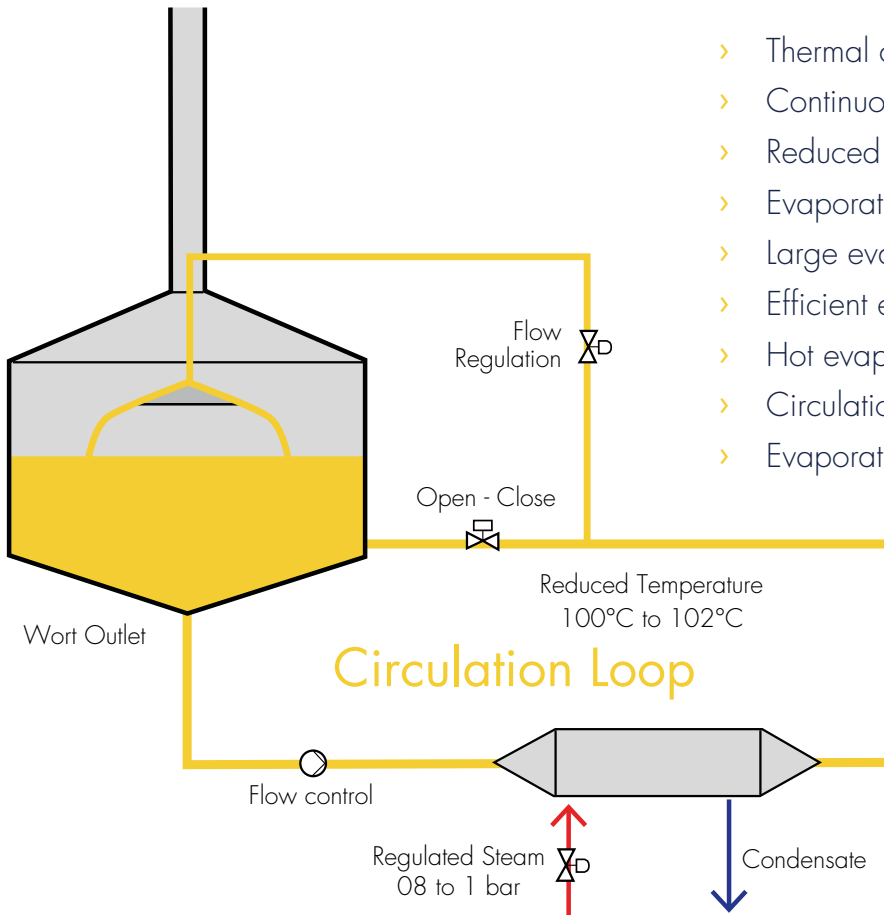 Thermal
Continuo
Reduced
Evaporat
Large eva
Efficient e
Hot evap
Circulatio
Evaporat
Flow
Regulation
Open - Close
Reduced Temperature
100°C to 102°C
Wort Outlet
Circulation Loop
Flow control
Regulated Steam
08 to 1 bar
Condensate